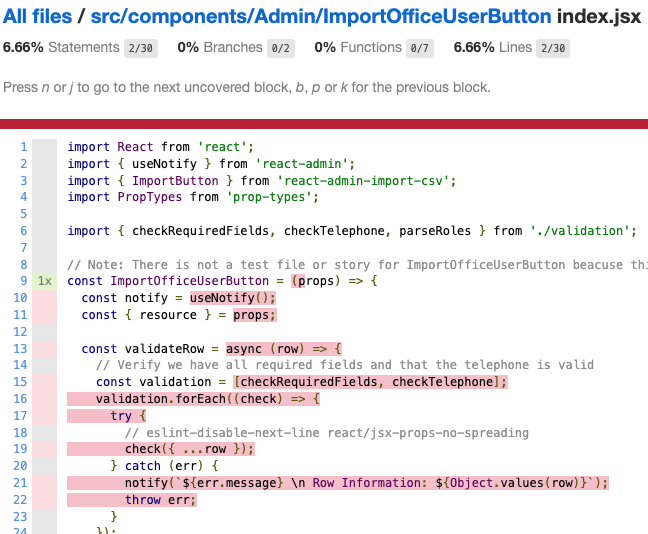 All files / src/components/Admin/ImportOfficeUserButton index.jsx
6.66% Statements 2/30 0% Branches 0/2 0% Functions 0/7 6.66% Lines 2/30
Press n or j to go to the next uncovered block, b, p or k for the previous block.
1 import React from 'react';
2 import { useNotify } from 'react-admin';
3 import { ImportButton } from 'react-admin-import-csv';
4 import PropTypes from 'prop-types';
5
6 import { checkRequiredFields, checkTelephone, parseRoles } from './validation';
7
8 // Note: There is not a test file or story for ImportOfficeUserButton beacuse thi
9 1x const ImportOfficeUserButton = (props) => {
10 const notify = useNotify();
11 const { resource } = props;
12
13 const validateRow = async (row) => {
14 // Verify we have all required fields and that the telephone is valid
15 const validation = [checkRequiredFields, checkTelephone];
16 validation.forEach((check) => {
17 try {
18 // eslint-disable-next-line react/jsx-props-no-spreading
19 check({ ...row });
20 } catch (err) {
21 notify(`${err.message} \n Row Information: ${Object.values(row)}`);
22 throw err;
23 }
24 });